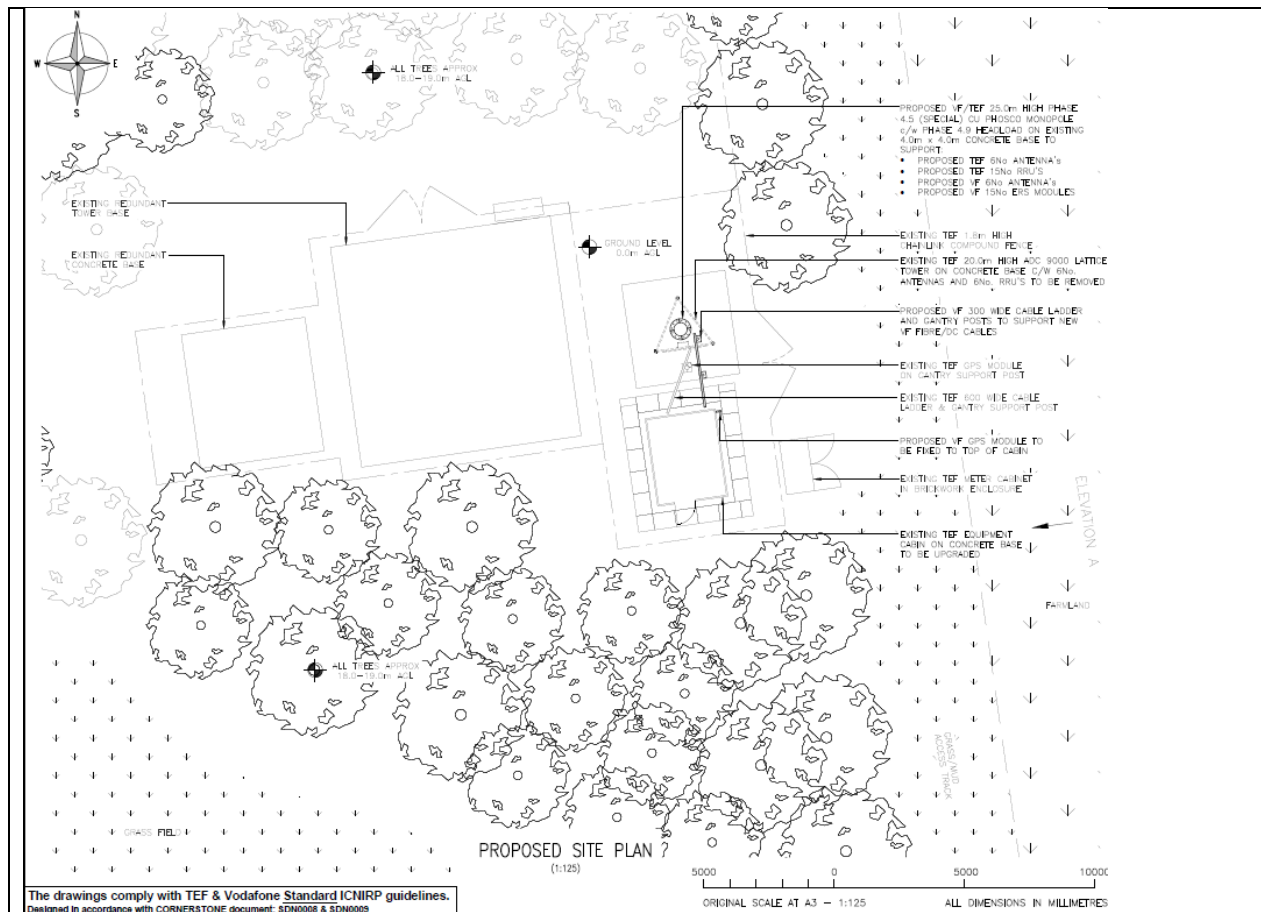 N
W E
S
ALL TREES APPROX
18.0-19.0m AGL
PROPOSED VF/TEF 25.0m HIGH PHASE
4.5 (SPECIAL) CU PHOSCO MONOPOLE
c/w PHASE 4.9 HEADLOAD ON EXISTING
4.0m x 4.0m CONCRETE BASE TO
SUPPORT:
• PROPOSED TEF 6No ANTENNA's
• PROPOSED TEF 15No RRU'S
• PROPOSED VF 6No ANTENNA's
• PROPOSED VF 15No ERS MODULES
EXISTING REDUNDANT
TOWER BASE
EXISTING REDUNDANT
CONCRETE BASE
GROUND LEVEL
0.0m AGL
EXISTING TEF 1.8m HIGH
CHAINLINK COMPOUND FENCE
EXISTING TEF 20.0m HIGH ADC 9000 LATTICE
TOWER ON CONCRETE BASE C/W 6No.
ANTENNAS AND 6No. RRU'S TO BE REMOVED
PROPOSED VF 300 WIDE CABLE LADDER
AND GANTRY POSTS TO SUPPORT NEW
VF FIBRE/DC CABLES
EXISTING TEF GPS MODULE
ON GANTRY SUPPORT POST
EXISTING TEF 600 WIDE CABLE
LADDER & GANTRY SUPPORT POST
PROPOSED VF GPS MODULE TO
BE FIXED TO TOP OF CABIN
EXISTING TEF METER CABINET
IN BRICKWORK ENCLOSURE
EXISTING TEF EQUIPMENT
CABIN ON CONCRETE BASE
TO BE UPGRADED
ELEVATION A
FARMLAND
ALL TREES APPROX
18.0-19.0m AGL
GRASS/MUD
ACCESS TRACK
GRASS FIELD
PROPOSED SITE PLAN ?
(1:125)
5000 0 5000 10000
ORIGINAL SCALE AT A3 - 1:125 ALL DIMENSIONS IN MILLIMETRES
The drawings comply with TEF & Vodafone Standard ICNIRP guidelines.
Designed in accordance with CORNERSTONE document: SDN0008 & SDN0009